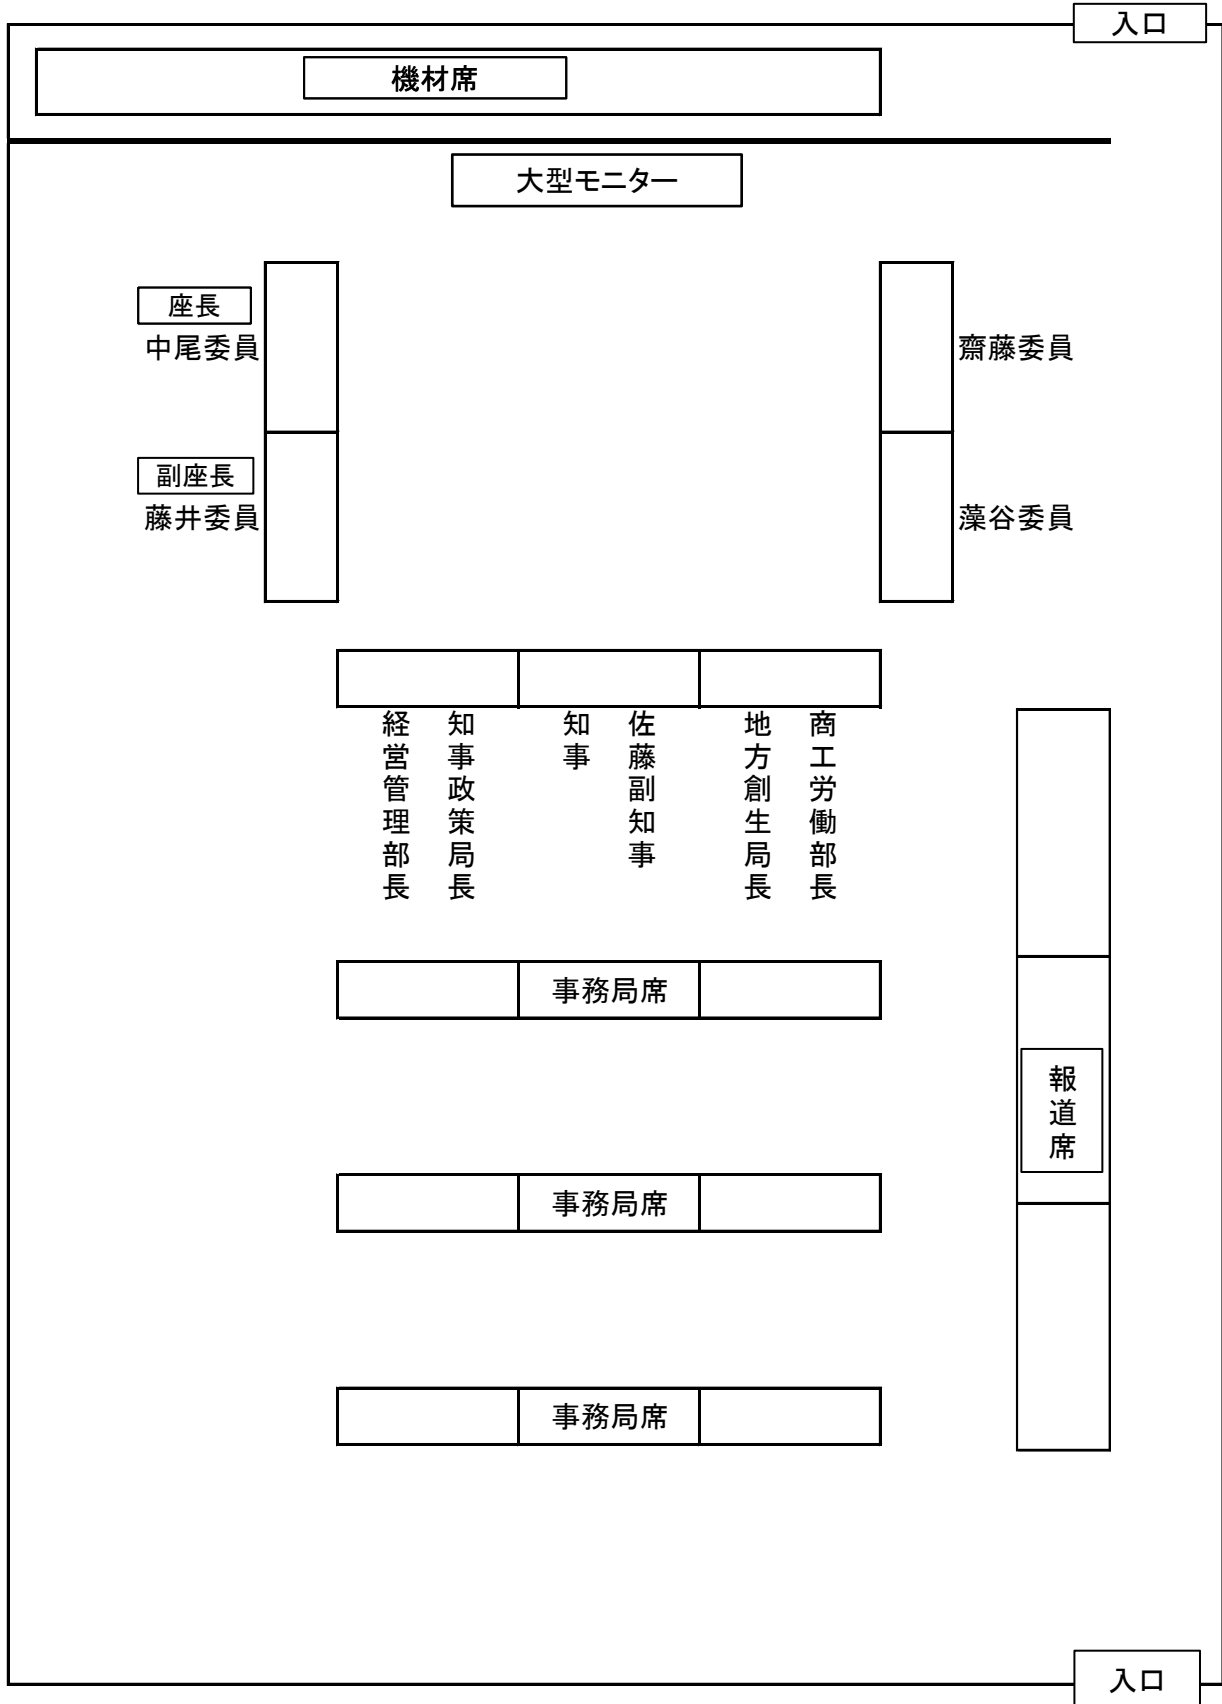 入口
機材席
大型モニター
座長
中尾委員
齋藤委員
副座長
藤井委員
藻谷委員
経営管理部長
知事政策局長
知事
佐藤副知事
地方創生局長
商工労働部長
事務局席
報道席
事務局席
事務局席
入口